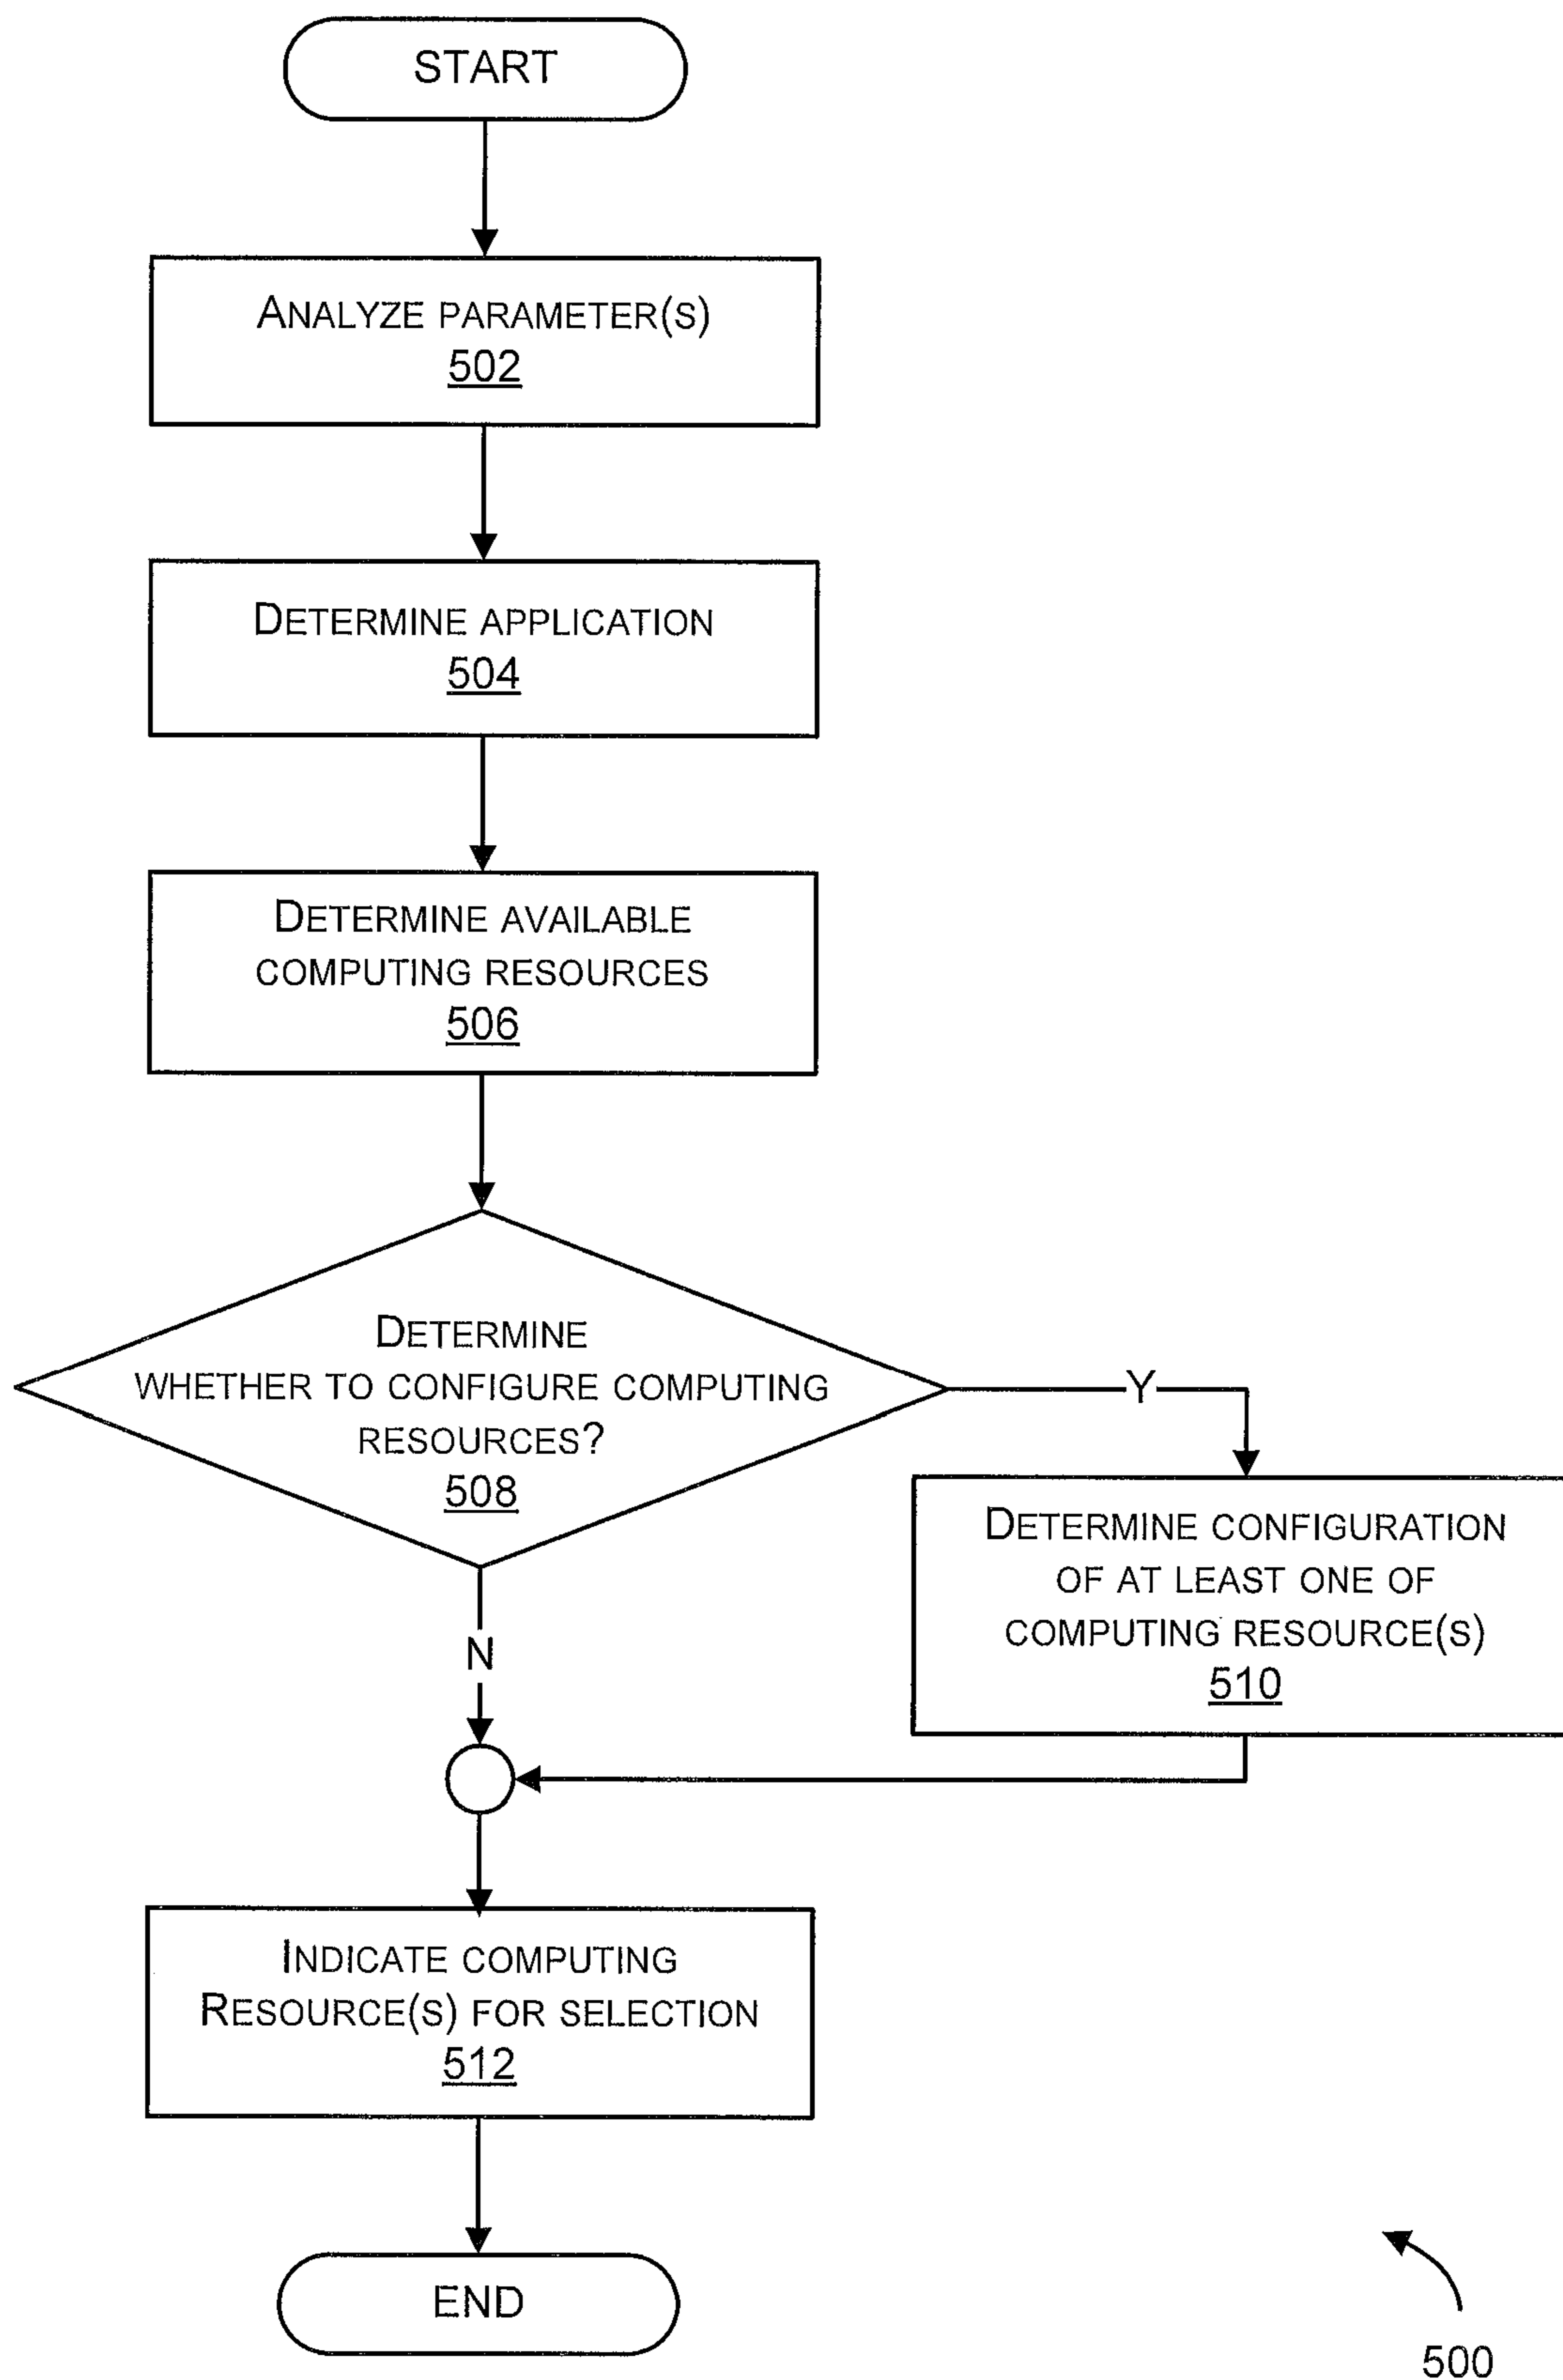 START
ANALYZE PARAMETER(S)
502
DETERMINE APPLICATION
504
DETERMINE AVAILABLE
COMPUTING RESOURCES
506
DETERMINE
WHETHER TO CONFIGURE COMPUTING
RESOURCES?
508
Y
N
DETERMINE CONFIGURATION
OF AT LEAST ONE OF
COMPUTING RESOURCE(S)
510
INDICATE COMPUTING
RESOURCE(S) FOR SELECTION
512
END
500